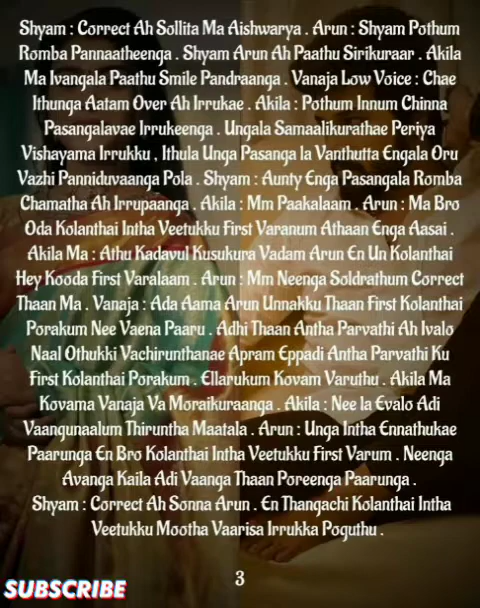 Shyam : Correct Ah Sollita Ma Aishwarya . Arun : Shyam Pothum
Romba Pannaatheenga . Shyam Arun Ah Paathu Sirikuraar . Akila
Ma Ivangala Paathu Smile Pandraanga . Vanaja Low Voice : Chae
Ithunga Aatam Over Ah Irrukae . Akila : Pothum Innum Chinna
Pasangalavae Irrukeenga . Ungala Samaalikurathae Periya
Vishayama Irrukku , Ithula Unga Pasanga la Vanthutta Engala Oru
Vazhi Panniduvaanga Pola . Shyam : Aunty Enga Pasangala Romba
Chamatha Ah Irrupaanga . Akila : Mm Paakalaam . Arun : Ma Bro
Oda Kolanthai Intha Veetukku First Varanum Athaan Enga Aasai .
Akila Ma : Athu Kadavul Kusukura Vadam Arun En Un Kolanthai
Hey Kooda First Varalaam . Arun : Mm Neenga Soldrathum Correct
Thaan Ma . Vanaja : Ada Aama Arun Unnakku Thaan First Kolanthai
Porakum Nee Vaena Paaru . Adhi Thaan Antha Parvathi Ah Ivalo
Naal Othukki Vachirunthanae Apram Eppadi Antha Parvathi Ku
First Kolanthai Porakum . Ellarukum Kovam Varuthu . Akila Ma
Kovama Vanaja Va Moraikuraanga . Akila : Nee la Evalo Adi
Vaangunaalum Thiruntha Maatala . Arun : Unga Intha Ennathukae
Paarunga En Bro Kolanthai Intha Veetukku First Varum . Neenga
Avanga Kaila Adi Vaanga Thaan Poreenga Paarunga .
Shyam : Correct Ah Sonna Arun . En Thangachi Kolanthai Intha
Veetukku Mootha Vaarisa Irrukka Poguthu .
3
SUBSCRIBE